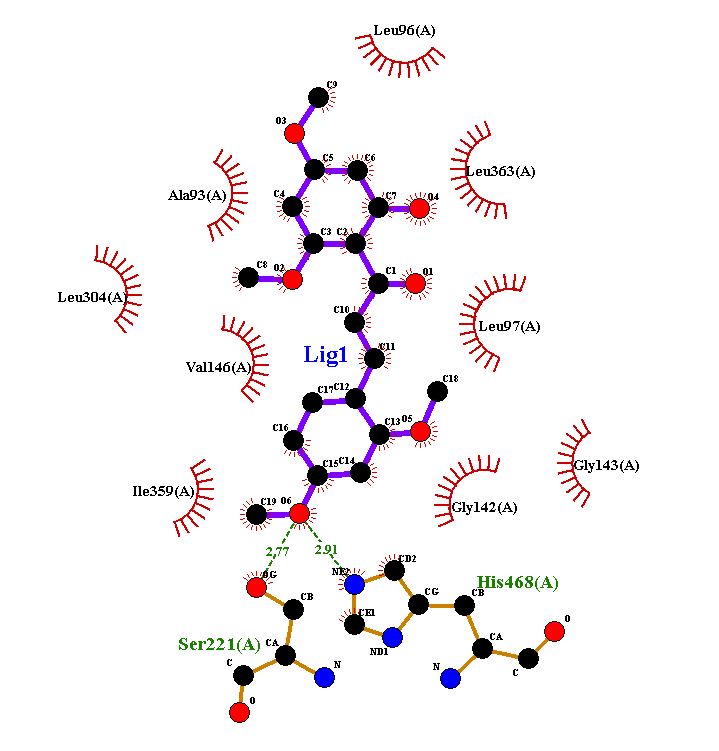 Leu96(A)
C9
O3
C5 C6
Leu363(A)
Ala93(A)
C4 C7 O4
C3 C2
C8 O2 C1 O1
Leu304(A)
C10
Leu97(A)
Lig1
C11
Val146(A)
C18
C17 C12
C13 O5
C16
C15 C14
Gly143(A)
Ile359(A)
C19 O6
Gly142(A)
2.77 2.91
OG NE2 CD2
His468(A)
CB CE1 CG CB
Ser221(A)
CA ND1 CA O
C N N C
O